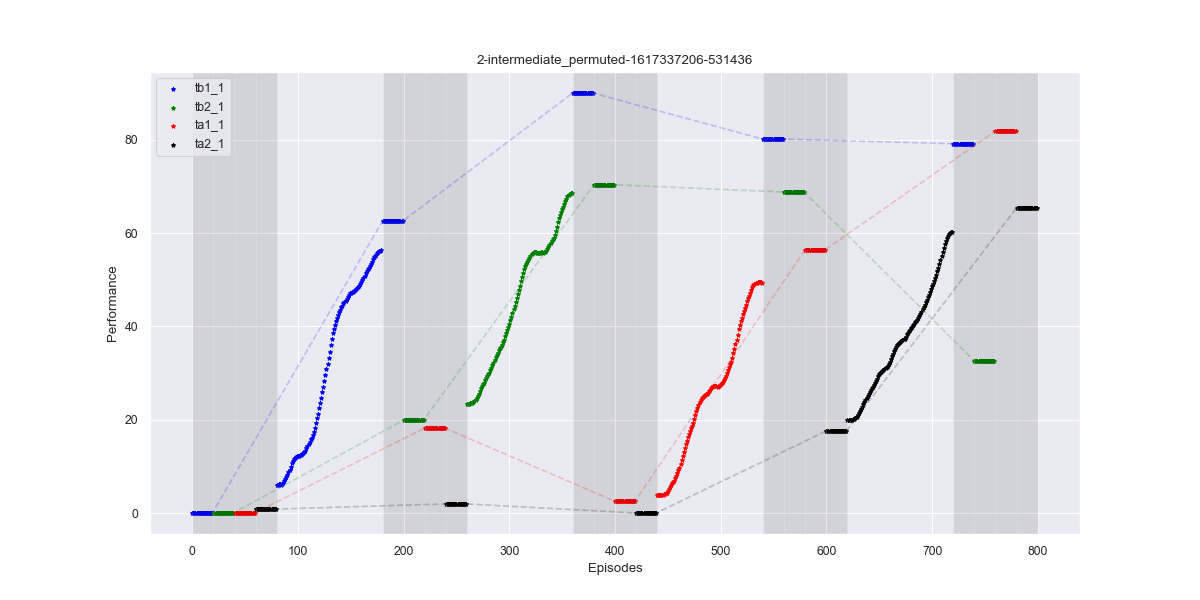 2-intermediate_permuted-1617337206-531436
tb1_1
tb2_1
ta1_1
ta2_1
Performance
80
60
40
20
0
0 100 200 300 400 500 600 700 800
Episodes